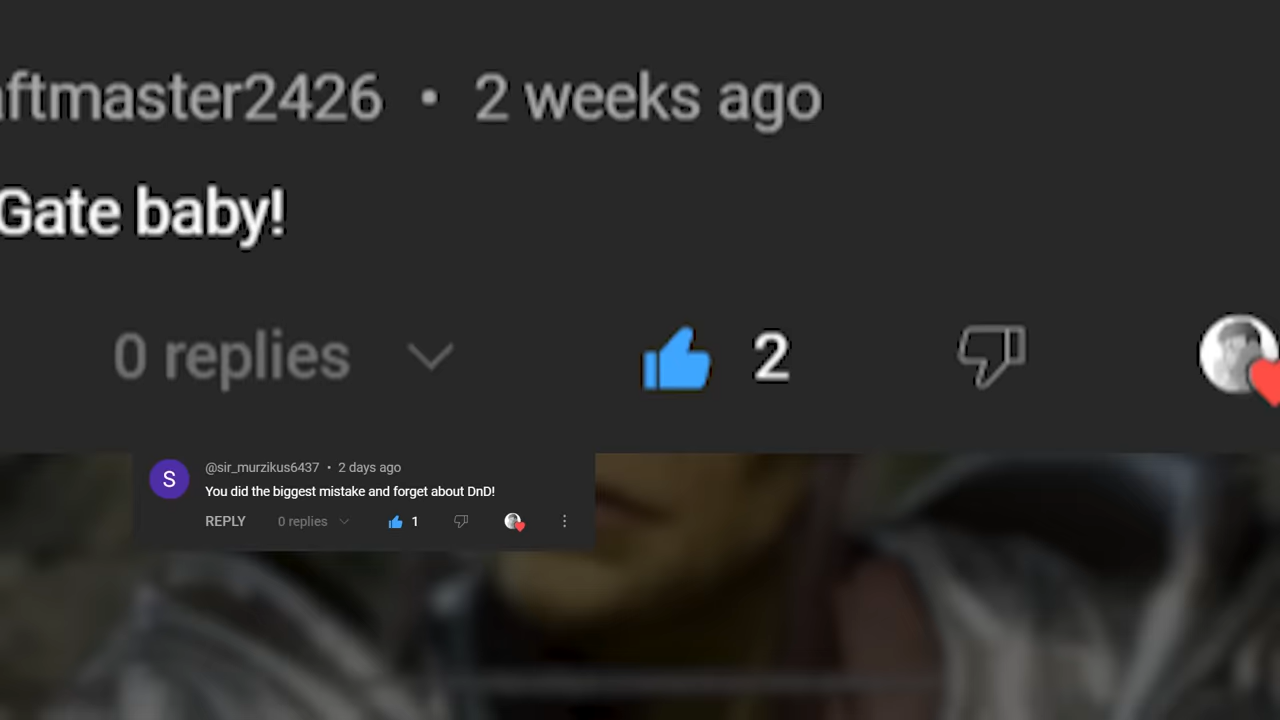 ftmaster2426 • 2 weeks ago
Gate baby!
0 replies 2
S @sir_murzikus6437 • 2 days ago
You did the biggest mistake and forget about DnD!
REPLY 0 replies 1